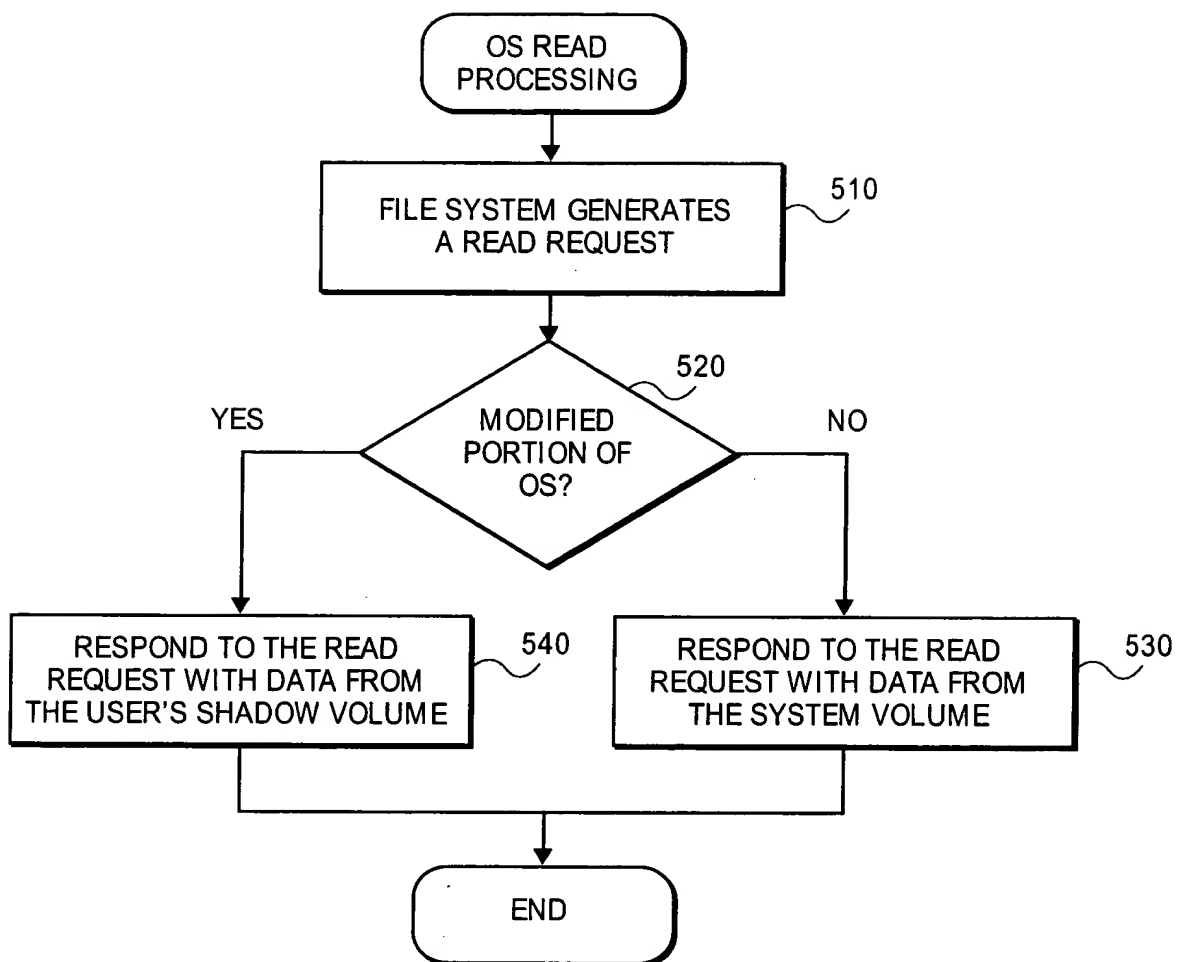 OS READ
PROCESSING
510
FILE SYSTEM GENERATES
A READ REQUEST
520
YES
MODIFIED
PORTION OF
OS?
NO
RESPOND TO THE READ
REQUEST WITH DATA FROM
THE USER'S SHADOW VOLUME
540
RESPOND TO THE READ
REQUEST WITH DATA FROM
THE SYSTEM VOLUME
530
END